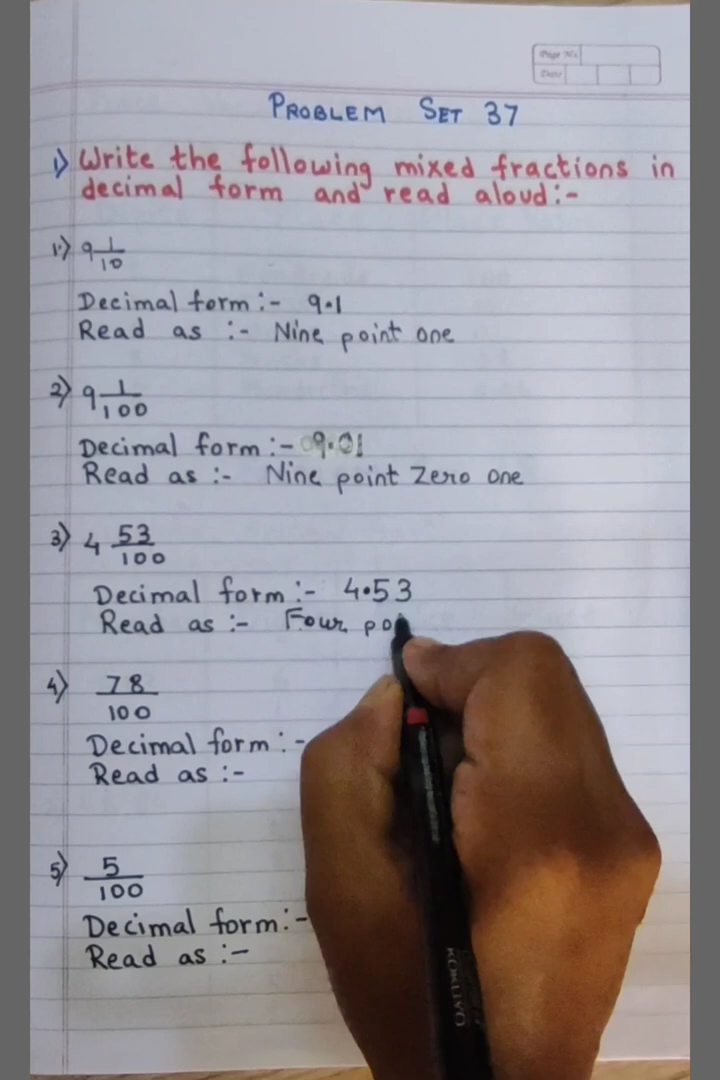 Page No.
Date
PROBLEM SET 37
1) Write the following mixed fractions in
decimal form and read aloud:-
1.) 9 1/10
Decimal form :- 9.1
Read as :- Nine point one
2) 9 1/100
Decimal form :- 9.01
Read as :- Nine point Zero one
3) 4 53/100
Decimal form :- 4.53
Read as :- Four po
4) 78/100
Decimal form :-
Read as :-
5) 5/100
Decimal form :-
Read as :-
KOKUYO